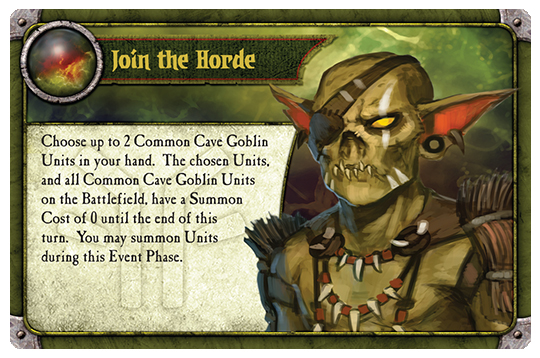 Join the Horde
Choose up to 2 Common Cave Goblin
Units in your hand. The chosen Units,
and all Common Cave Goblin Units
on the Battlefield, have a Summon
Cost of 0 until the end of this
turn. You may summon Units
during this Event Phase.